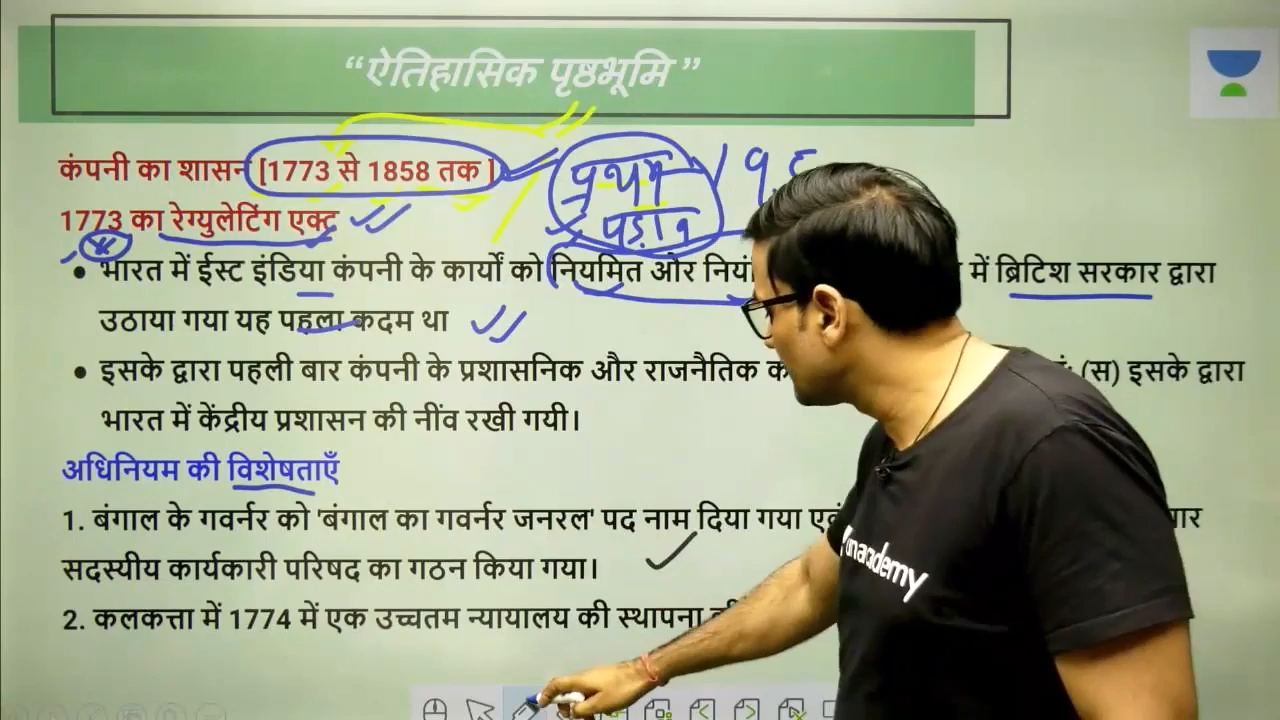 “ऐतिहासिक पृष्ठभूमि”
कंपनी का शासन [1773 से 1858 तक ]
प्रथम
पड़ाव
1773 का रेग्युलेटिंग एक्ट
• भारत में ईस्ट इंडिया कंपनी के कार्यों को नियमित और में ब्रिटिश सरकार द्वारा
उठाया गया यह पहला कदम था
• इसके द्वारा पहली बार कंपनी के प्रशासनिक और राजनैतिक (स) इसके द्वारा
भारत में केंद्रीय प्रशासन की नींव रखी गयी।
अधिनियम की विशेषताएँ
1. बंगाल के गवर्नर को 'बंगाल का गवर्नर जनरल' पद नाम दिया गया
सदस्यीय कार्यकारी परिषद का गठन किया गया।
2. कलकत्ता में 1774 में एक उच्चतम न्यायालय की स्थापना
unacademy